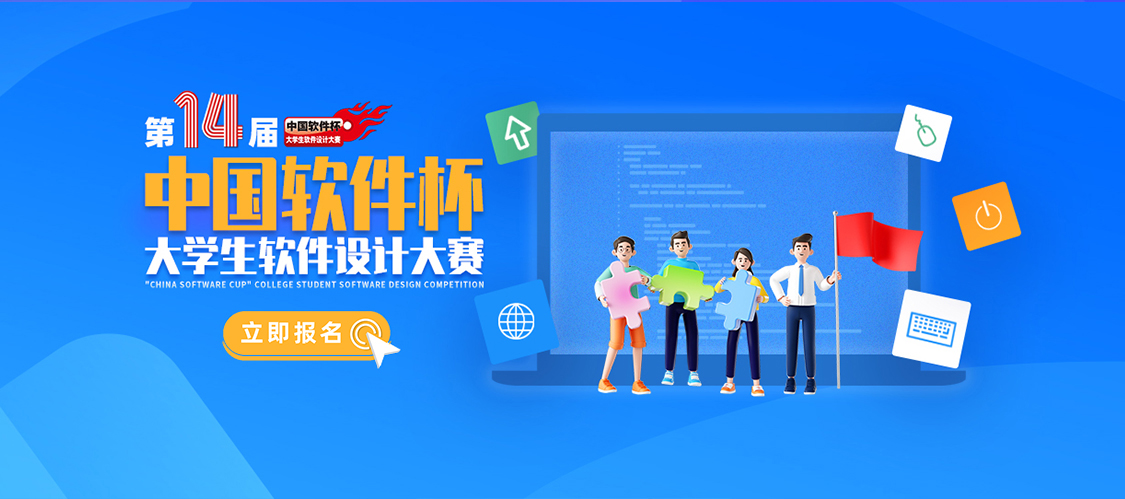 第14届
中国软件杯
大学生软件设计大赛
中国软件杯
大学生软件设计大赛
"CHINA SOFTWARE CUP" COLLEGE STUDENT SOFTWARE DESIGN COMPETITION
立即报名